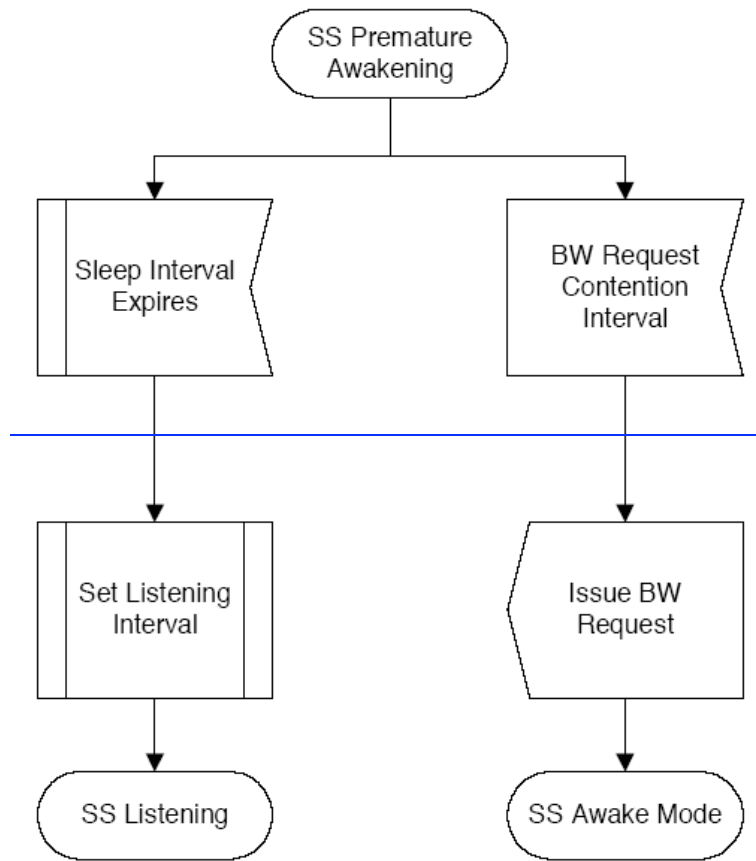 SS Premature
Awakening
Sleep Interval
Expires
BW Request
Contention
Interval
Set Listening
Interval
Issue BW
Request
SS Listening
SS Awake Mode